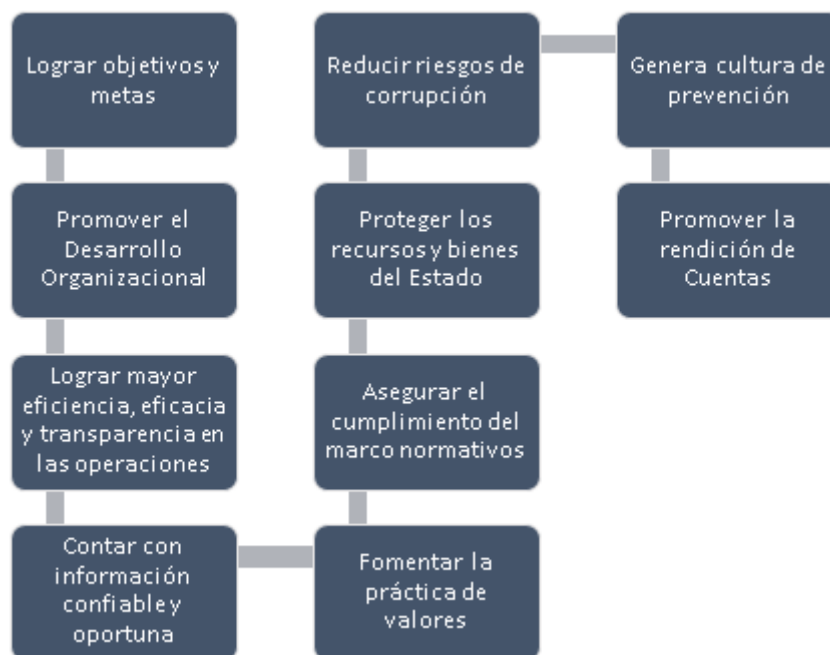 Lograr objetivos y
metas
Promover el
Desarrollo
Organizacional
Lograr mayor
eficiencia, eficacia
y transparencia en
las operaciones
Contar con
información
confiable y
oportuna
Fomentar la
práctica de
valores
Asegurar el
cumplimiento del
marco normativos
Proteger los
recursos y bienes
del Estado
Reducir riesgos de
corrupción
Genera cultura de
prevención
Promover la
rendición de
Cuentas